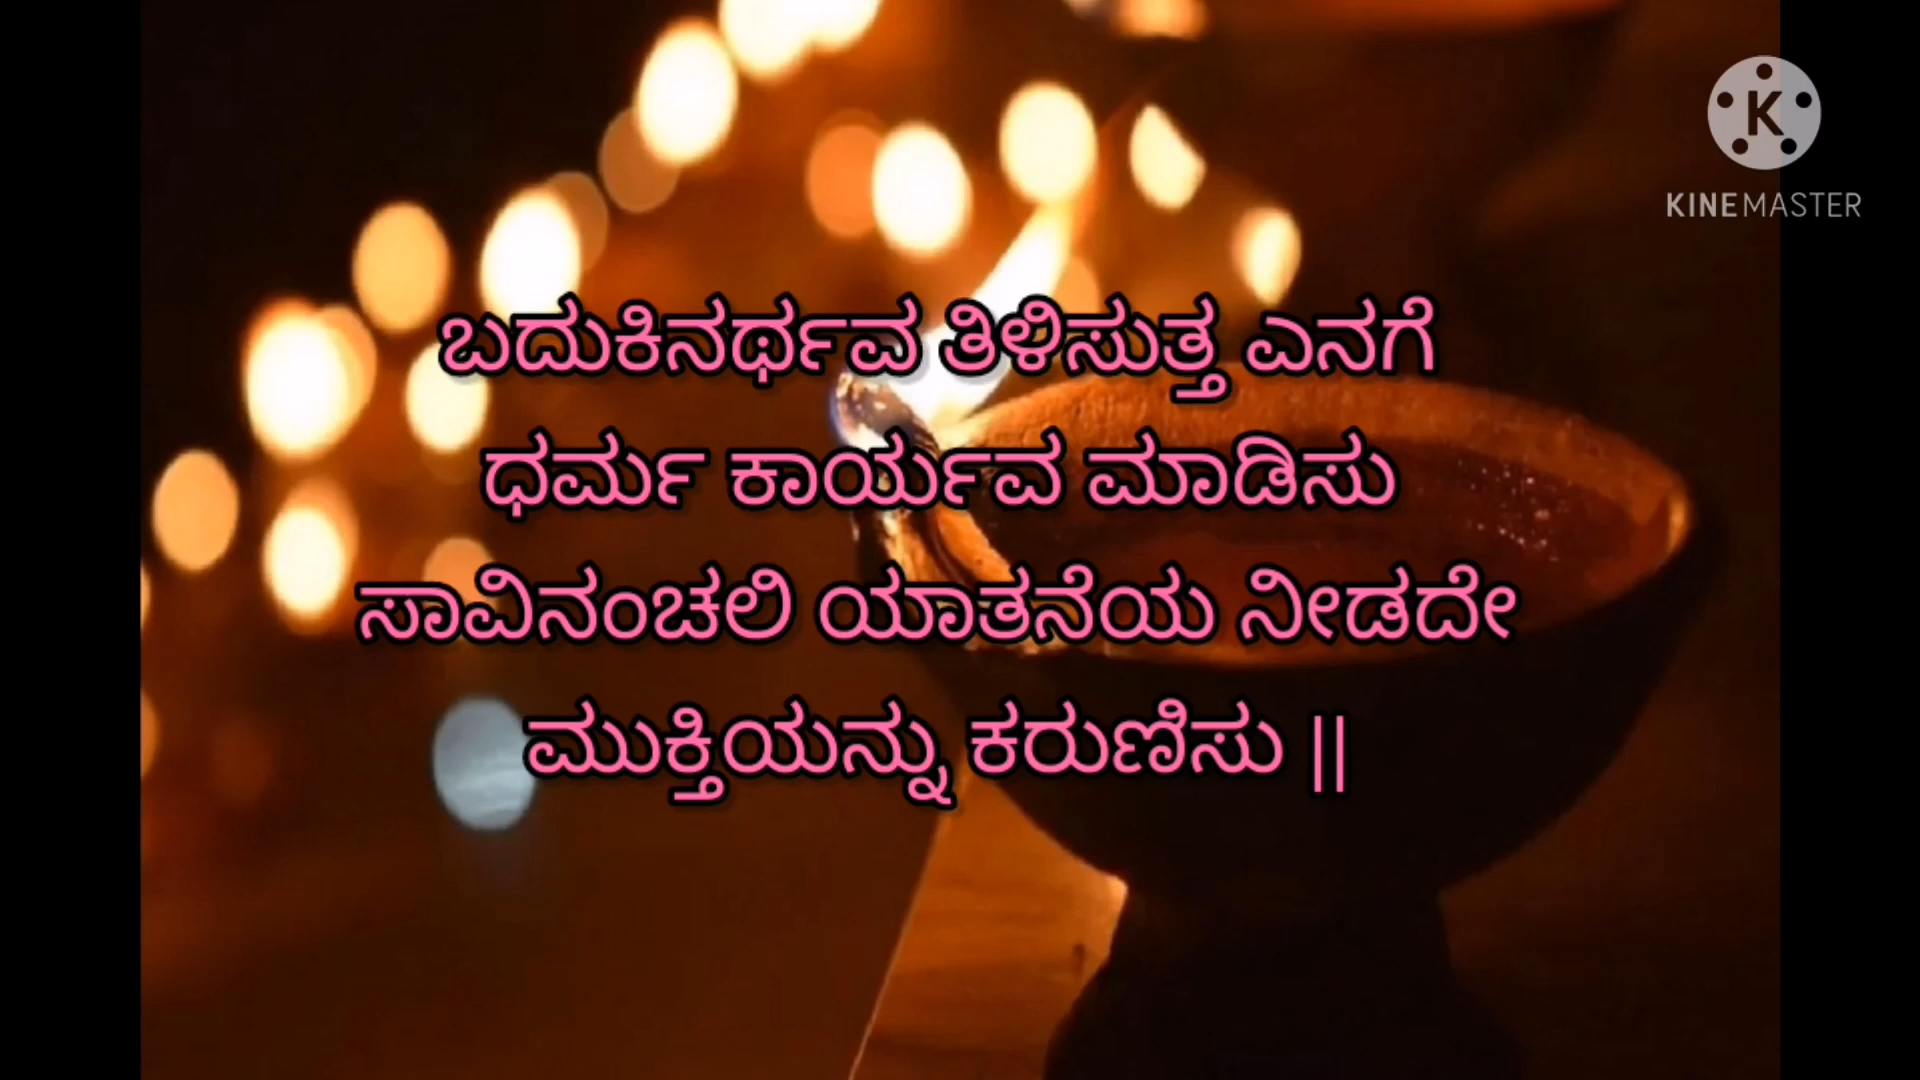 K
KINEMASTER
ಬದುಕಿನರ್ಥವ ತಿಳಿಸುತ್ತ ಎನಗೆ
ಧರ್ಮ ಕಾರ್ಯವ ಮಾಡಿಸು
ಸಾವಿನಂಚಲಿ ಯಾತನೆಯ ನೀಡದೇ
ಮುಕ್ತಿಯನ್ನು ಕರುಣಿಸು ||